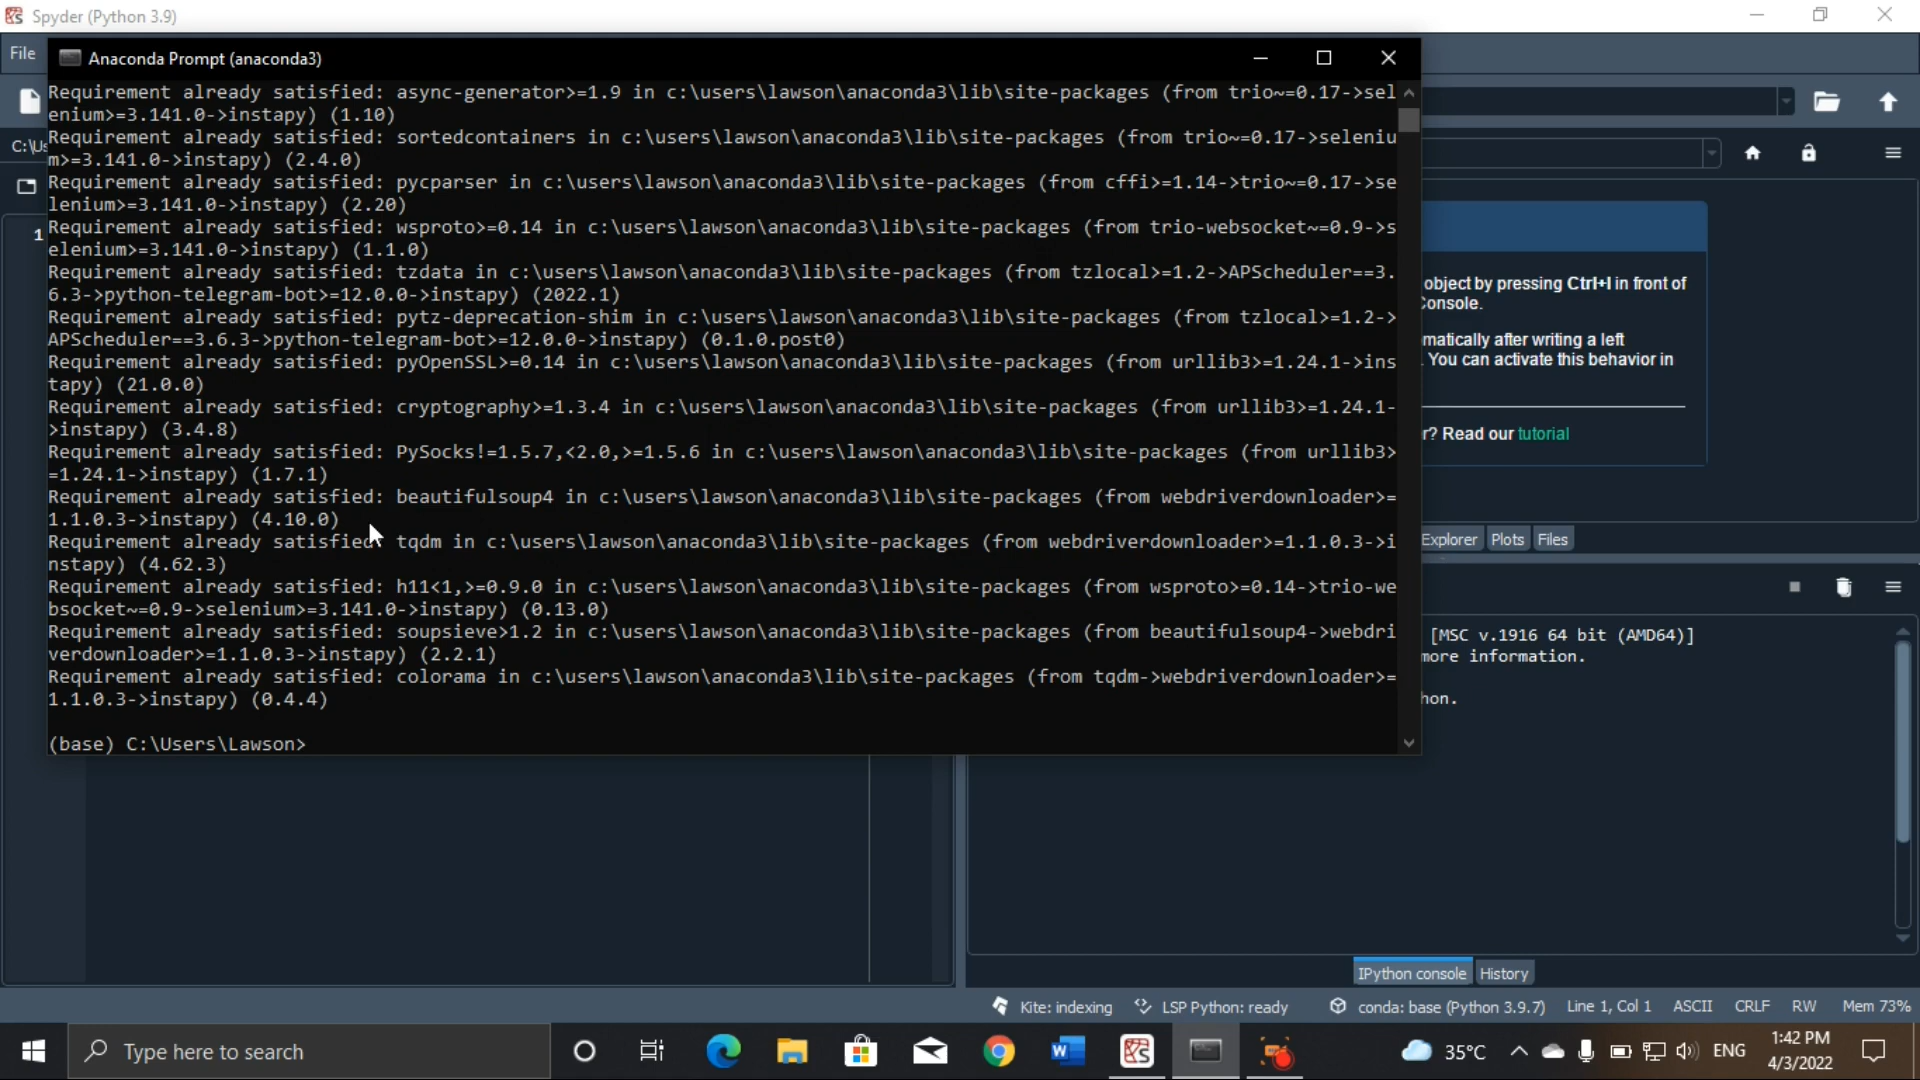 Spyder (Python 3.9)
File
Anaconda Prompt (anaconda3)
Requirement already satisfied: async-generator>=1.9 in c:\users\lawson\anaconda3\lib\site-packages (from trio~=0.17->sel
enium>=3.141.0->instapy) (1.10)
Requirement already satisfied: sortedcontainers in c:\users\lawson\anaconda3\lib\site-packages (from trio~=0.17->seleniu
m>=3.141.0->instapy) (2.4.0)
Requirement already satisfied: pycparser in c:\users\lawson\anaconda3\lib\site-packages (from cffi>=1.14->trio~=0.17->se
lenium>=3.141.0->instapy) (2.20)
Requirement already satisfied: wsproto>=0.14 in c:\users\lawson\anaconda3\lib\site-packages (from trio-websocket~=0.9->s
elenium>=3.141.0->instapy) (1.1.0)
Requirement already satisfied: tzdata in c:\users\lawson\anaconda3\lib\site-packages (from tzlocal>=1.2->APScheduler==3.
6.3->python-telegram-bot>=12.0.0->instapy) (2022.1)
Requirement already satisfied: pytz-deprecation-shim in c:\users\lawson\anaconda3\lib\site-packages (from tzlocal>=1.2->
APScheduler==3.6.3->python-telegram-bot>=12.0.0->instapy) (0.1.0.post0)
Requirement already satisfied: pyOpenSSL>=0.14 in c:\users\lawson\anaconda3\lib\site-packages (from urllib3>=1.24.1->ins
tapy) (21.0.0)
Requirement already satisfied: cryptography>=1.3.4 in c:\users\lawson\anaconda3\lib\site-packages (from urllib3>=1.24.1-
>instapy) (3.4.8)
Requirement already satisfied: PySocks!=1.5.7,<2.0,>=1.5.6 in c:\users\lawson\anaconda3\lib\site-packages (from urllib3>
=1.24.1->instapy) (1.7.1)
Requirement already satisfied: beautifulsoup4 in c:\users\lawson\anaconda3\lib\site-packages (from webdriverdownloader>=
1.1.0.3->instapy) (4.10.0)
Requirement already satisfied: tqdm in c:\users\lawson\anaconda3\lib\site-packages (from webdriverdownloader>=1.1.0.3->i
nstapy) (4.62.3)
Requirement already satisfied: h11<1,>=0.9.0 in c:\users\lawson\anaconda3\lib\site-packages (from wsproto>=0.14->trio-we
bsocket~=0.9->selenium>=3.141.0->instapy) (0.13.0)
Requirement already satisfied: soupsieve>1.2 in c:\users\lawson\anaconda3\lib\site-packages (from beautifulsoup4->webdri
verdownloader>=1.1.0.3->instapy) (2.2.1)
Requirement already satisfied: colorama in c:\users\lawson\anaconda3\lib\site-packages (from tqdm->webdriverdownloader>=
1.1.0.3->instapy) (0.4.4)
(base) C:\Users\Lawson>
C:\Us
1
object by pressing Ctrl+I in front of
Console.
matically after writing a left
. You can activate this behavior in
r? Read our tutorial
Explorer Plots Files
[MSC v.1916 64 bit (AMD64)]
more information.
hon.
IPython console History
Kite: indexing LSP Python: ready conda: base (Python 3.9.7) Line 1, Col 1 ASCII CRLF RW Mem 73%
Type here to search
35°C ENG
1:42 PM
4/3/2022